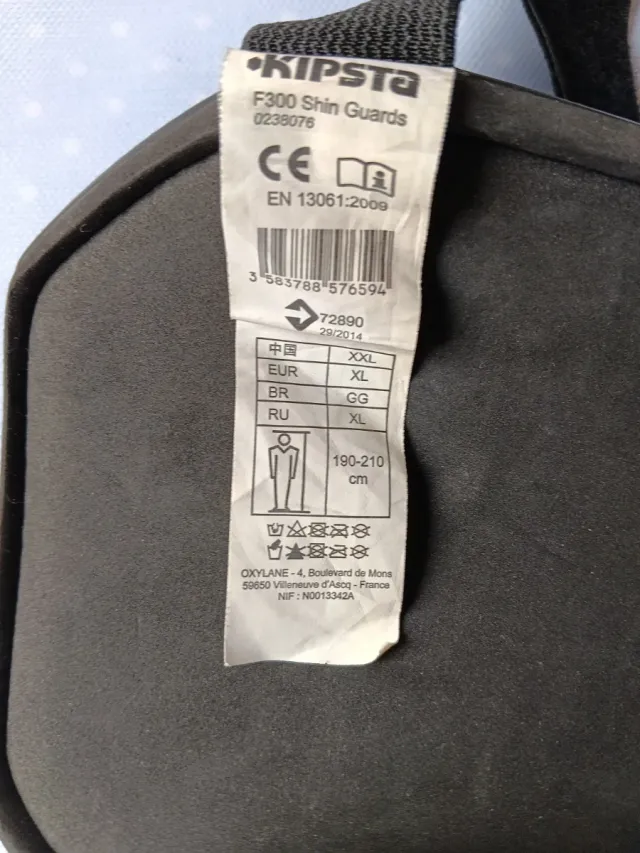 KIPSTA
F300 Shin Guards
0238076
CE
EN 13061:2009
3 583788 576594
72890
29/2014
中国 XXL
EUR XL
BR GG
RU XL
190-210
cm
OXYLANE - 4, Boulevard de Mons
59650 Villeneuve d'Ascq - France
NIF : N0013342A